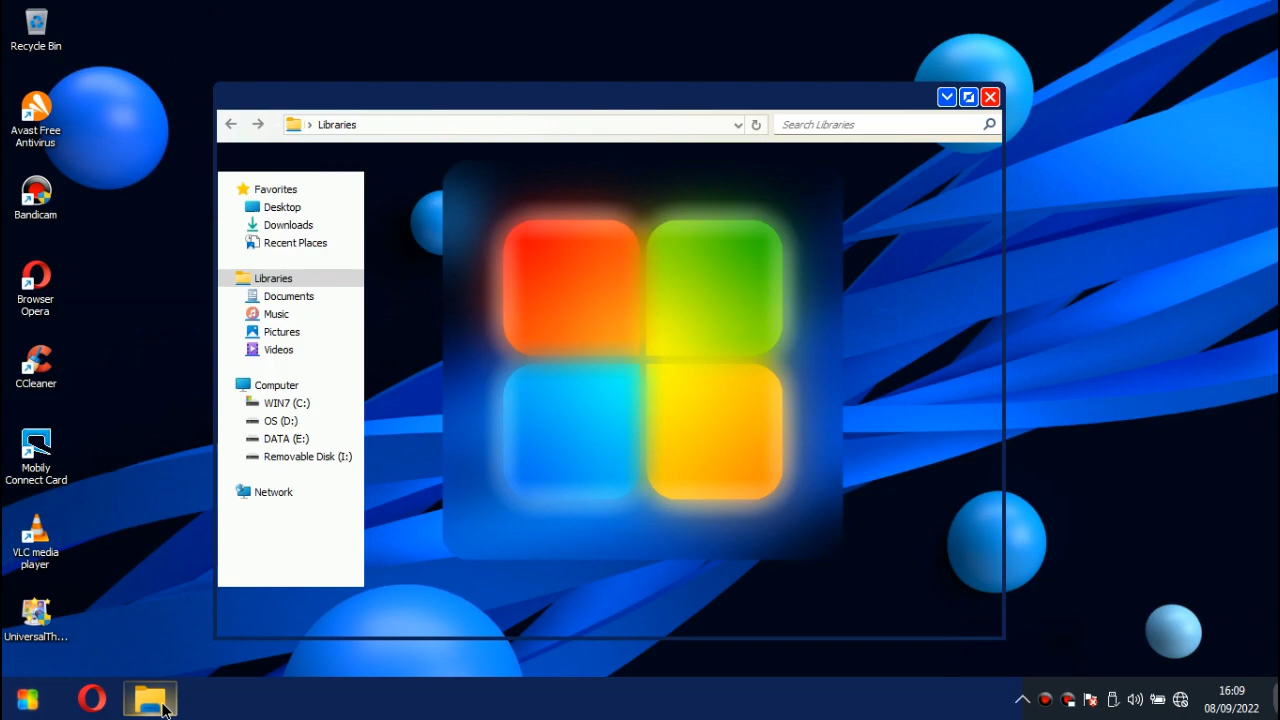 Recycle Bin
Avast Free
Antivirus
Bandicam
Browser
Opera
CCleaner
Mobily
Connect Card
VLC media
player
UniversalTh...
Libraries
Search Libraries
Favorites
Desktop
Downloads
Recent Places
Libraries
Documents
Music
Pictures
Videos
Computer
WIN7 (C:)
OS (D:)
DATA (E:)
Removable Disk (I:)
Network
16:09
08/09/2022